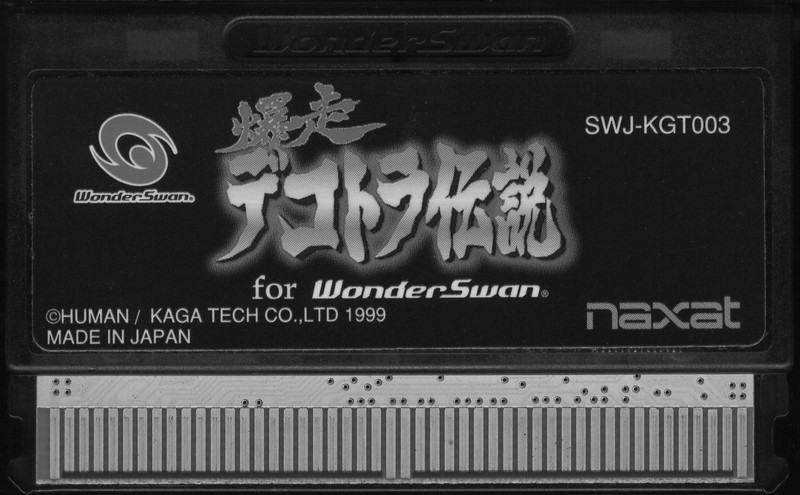 WonderSwan
爆走
SWJ-KGT003
デコトラ伝説
WonderSwan®
for WonderSwan®
©HUMAN / KAGA TECH CO.,LTD 1999
naxat
MADE IN JAPAN